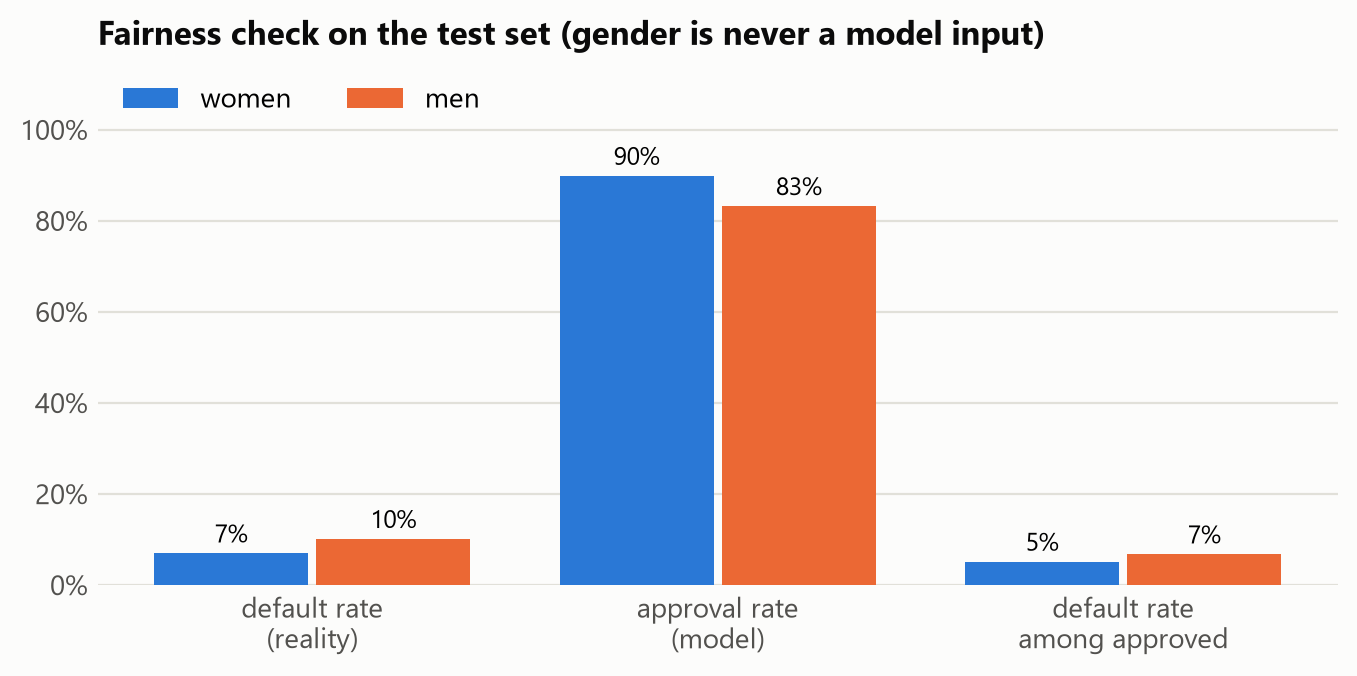 Fairness check on the test set (gender is never a model input)
women
men
100%
80%
60%
40%
20%
0%
7%
10%
90%
83%
5%
7%
default rate
(reality)
approval rate
(model)
default rate
among approved